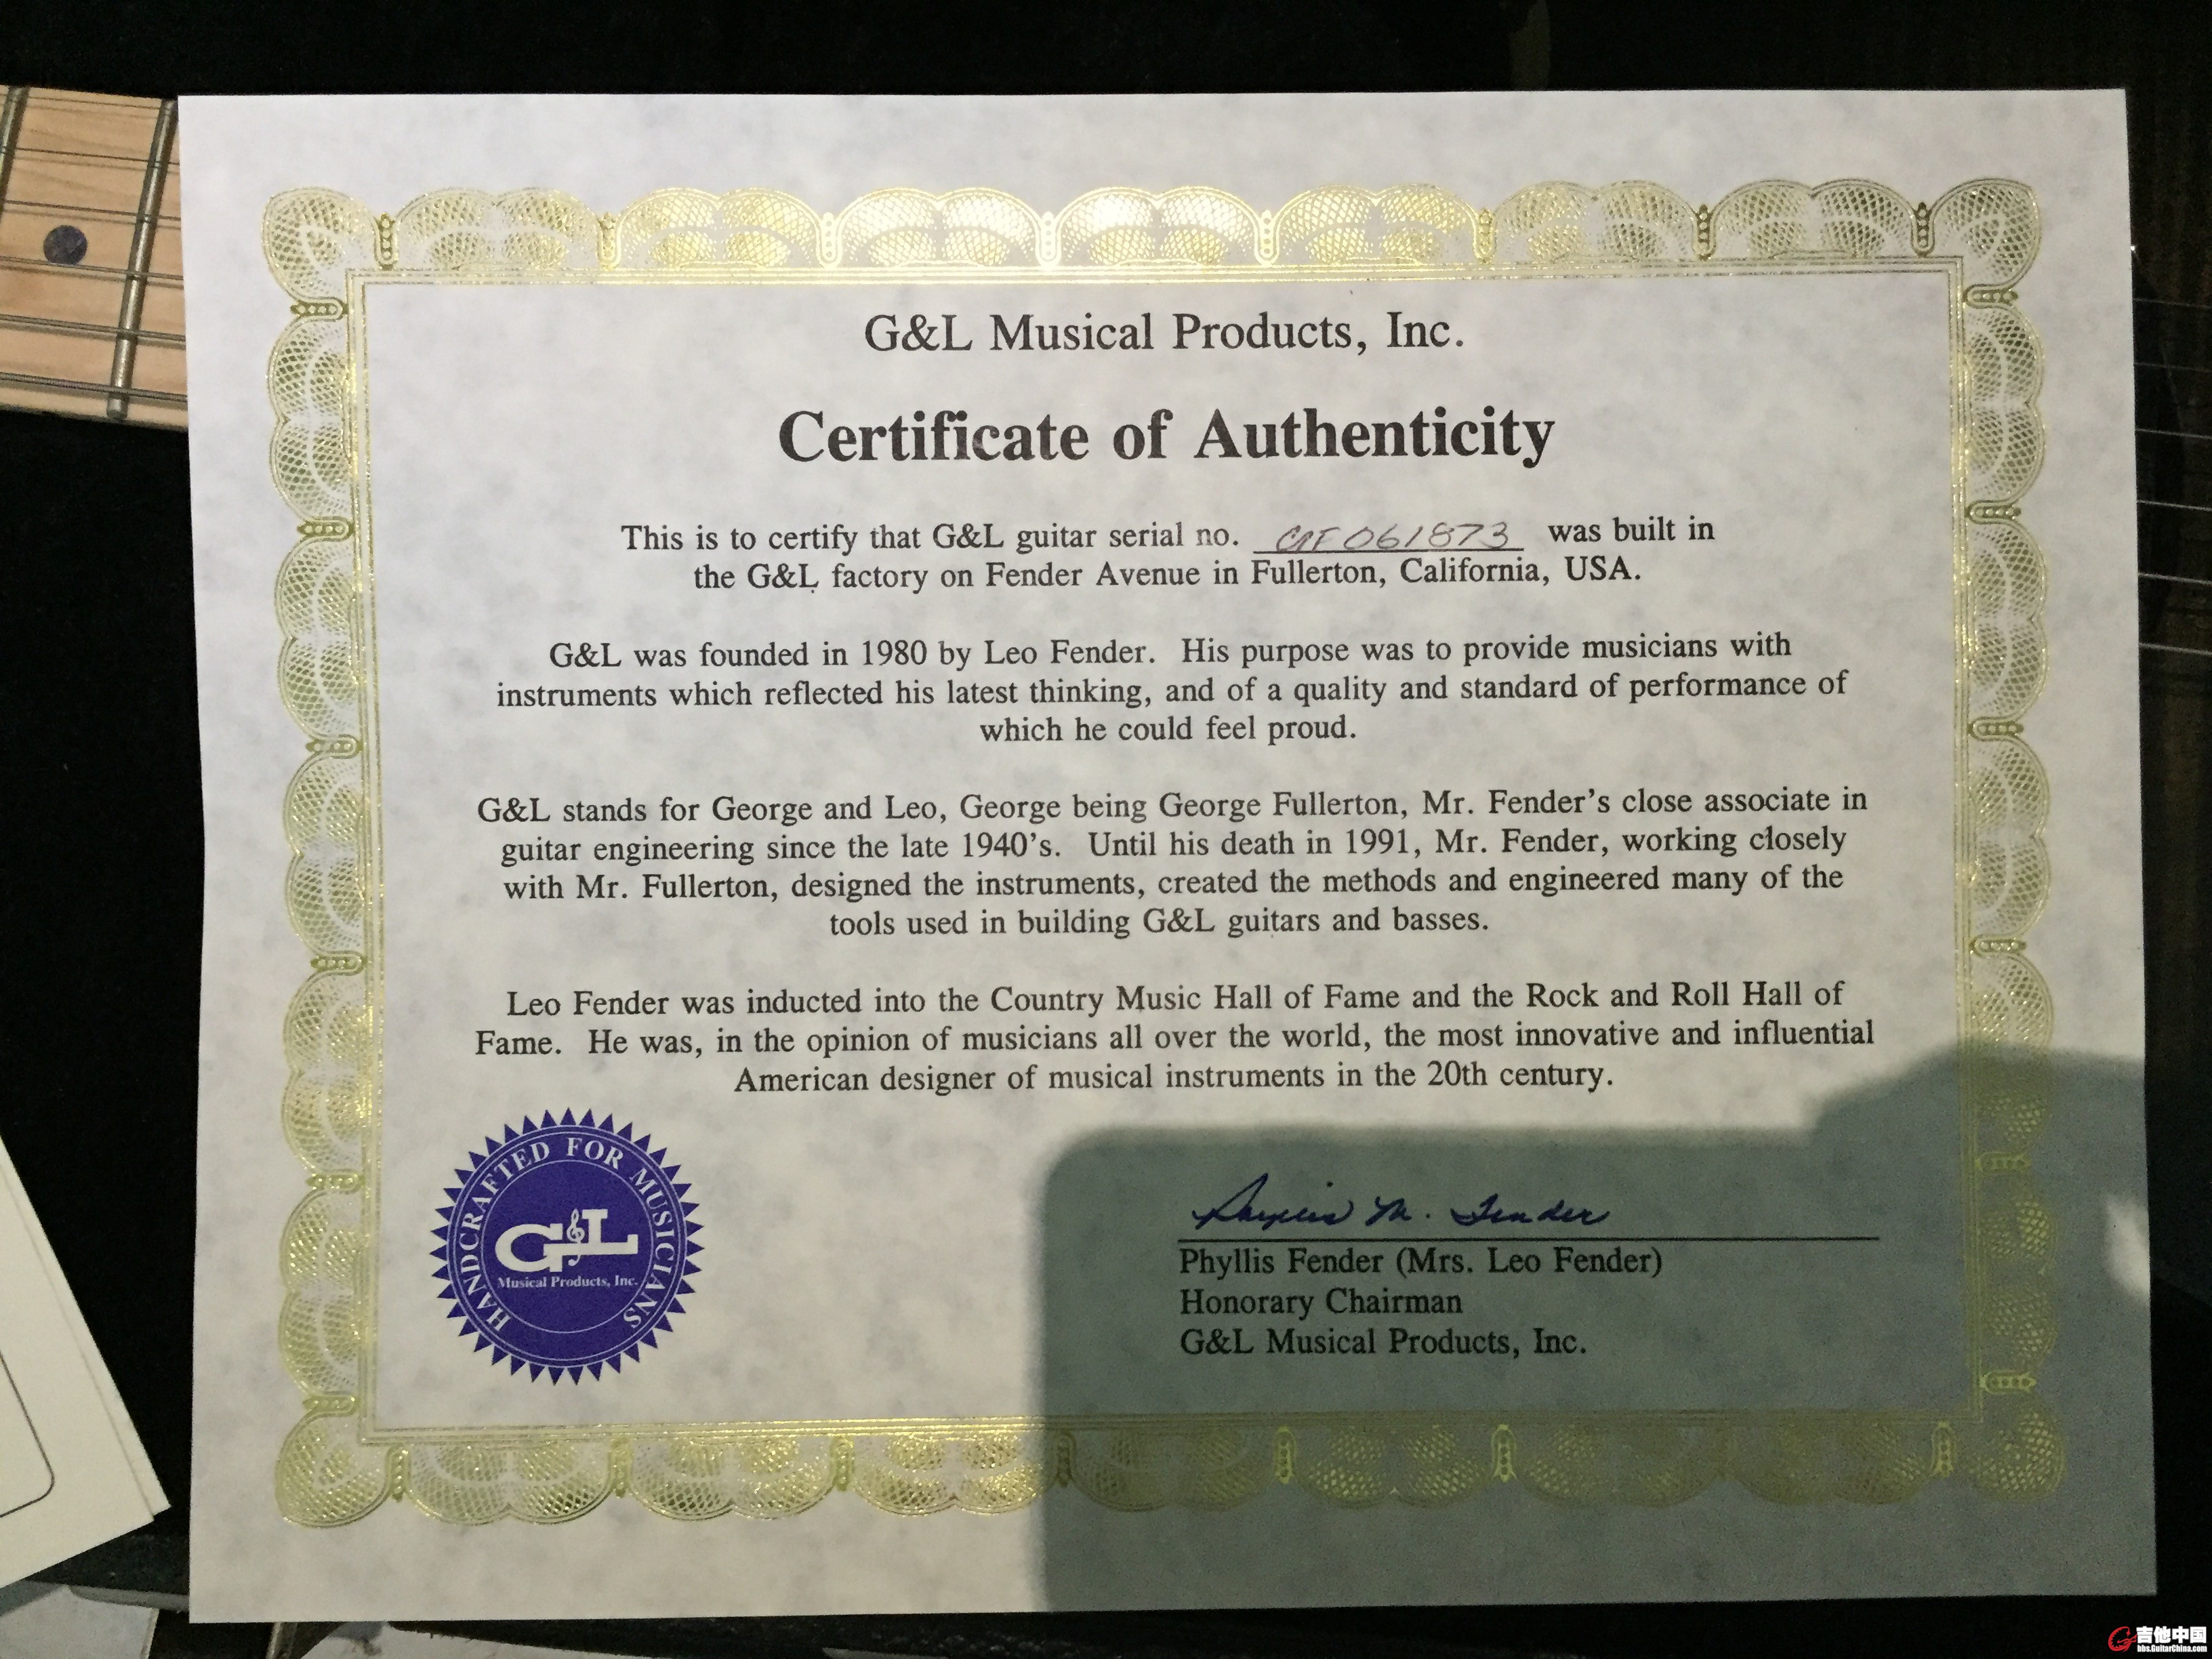 G&L Musical Products, Inc.
Certificate of Authenticity
This is to certify that G&L guitar serial no. CLF061873 was built in
the G&L factory on Fender Avenue in Fullerton, California, USA.
G&L was founded in 1980 by Leo Fender. His purpose was to provide musicians with
instruments which reflected his latest thinking, and of a quality and standard of performance of
which he could feel proud.
G&L stands for George and Leo, George being George Fullerton, Mr. Fender's close associate in
guitar engineering since the late 1940's. Until his death in 1991, Mr. Fender, working closely
with Mr. Fullerton, designed the instruments, created the methods and engineered many of the
tools used in building G&L guitars and basses.
Leo Fender was inducted into the Country Music Hall of Fame and the Rock and Roll Hall of
Fame. He was, in the opinion of musicians all over the world, the most innovative and influential
American designer of musical instruments in the 20th century.
HANDCRAFTED FOR MUSICIANS
G&L
Musical Products, Inc.
Phyllis M. Fender
Phyllis Fender (Mrs. Leo Fender)
Honorary Chairman
G&L Musical Products, Inc.
吉他中国
bbs.GuitarChina.com